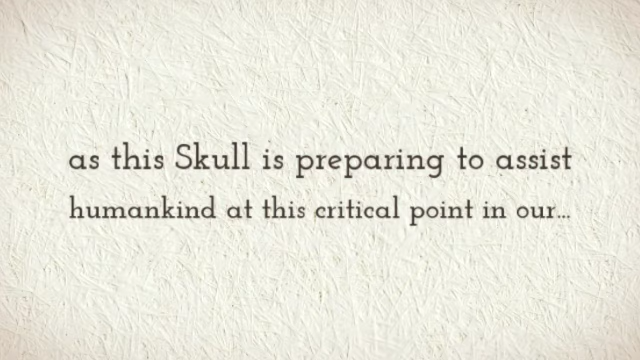 as this Skull is preparing to assist
humankind at this critical point in our...